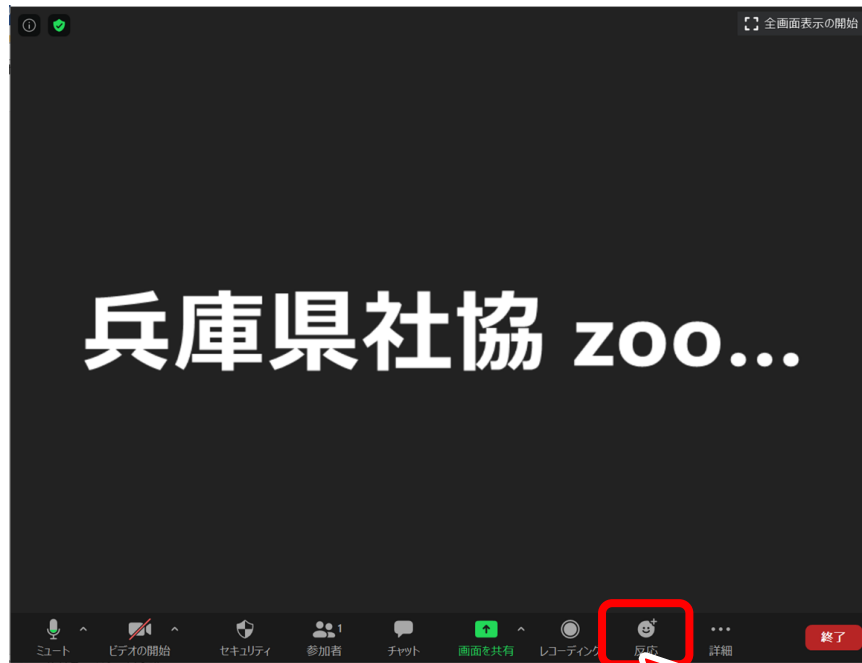 全画面表示の開始
兵庫県社協 zoo...
1
ミュート
ビデオの開始
セキュリティ
参加者
チャット
画面を共有
レコーディング
反応
詳細
終了